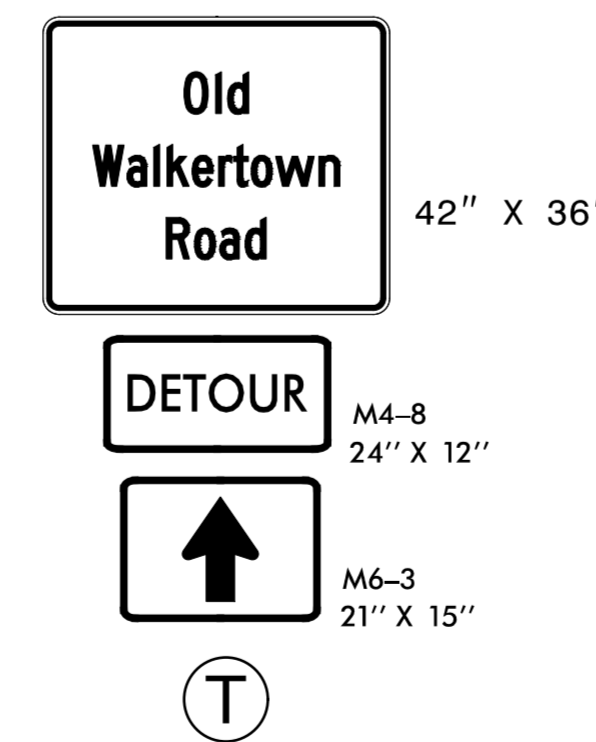 Old
Walkertown
Road
42" X 36"
DETOUR
M4–8
24'' X 12''
M6–3
21'' X 15''
T